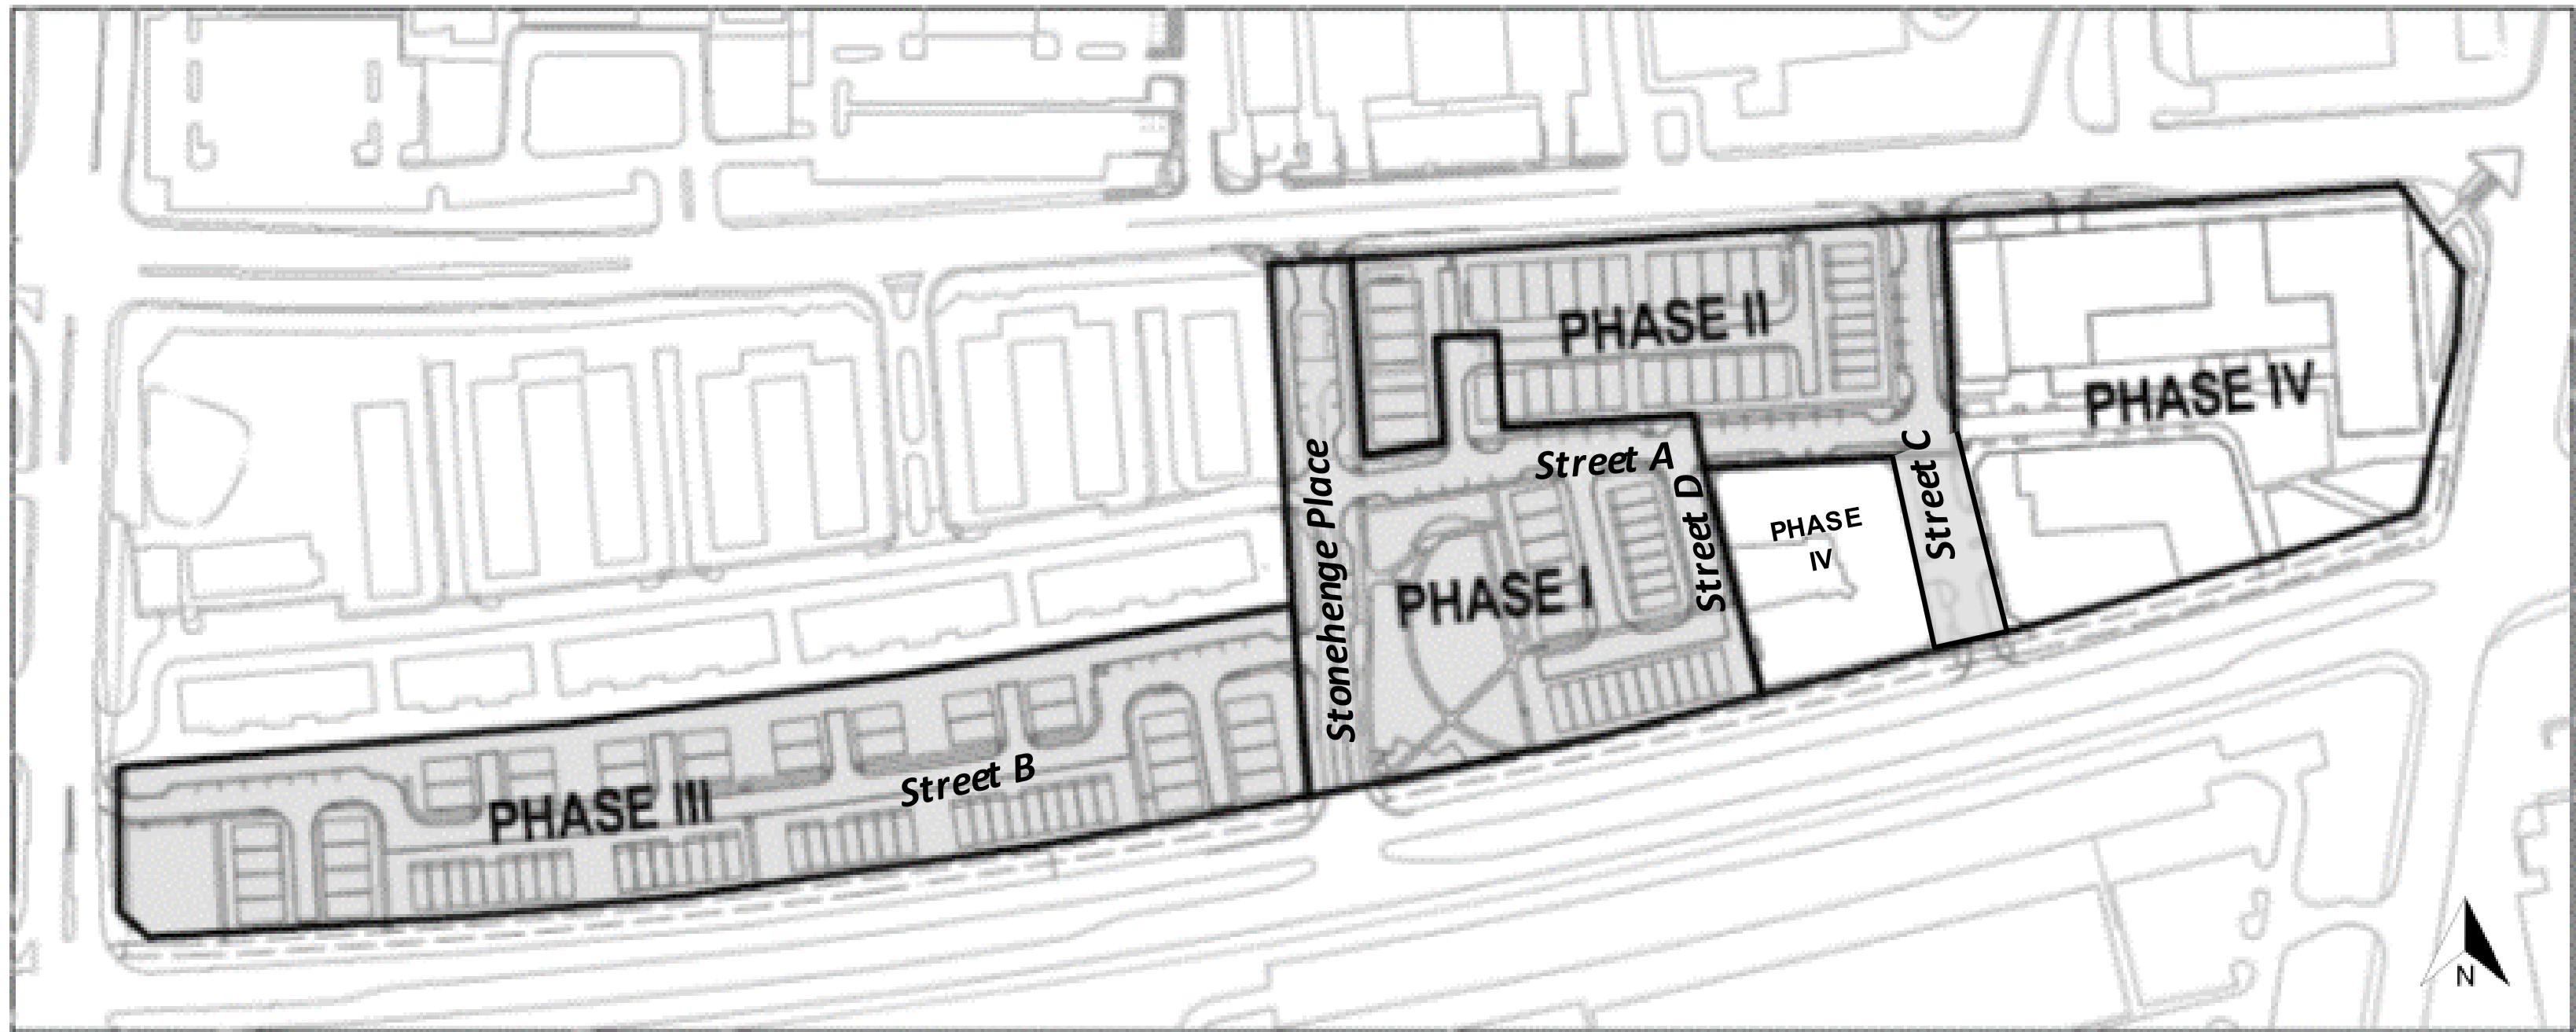 PHASE II
PHASE IV
Street A
Street C
Stonehenge Place
Street D
PHASE
IV
PHASE I
Street B
PHASE III
N